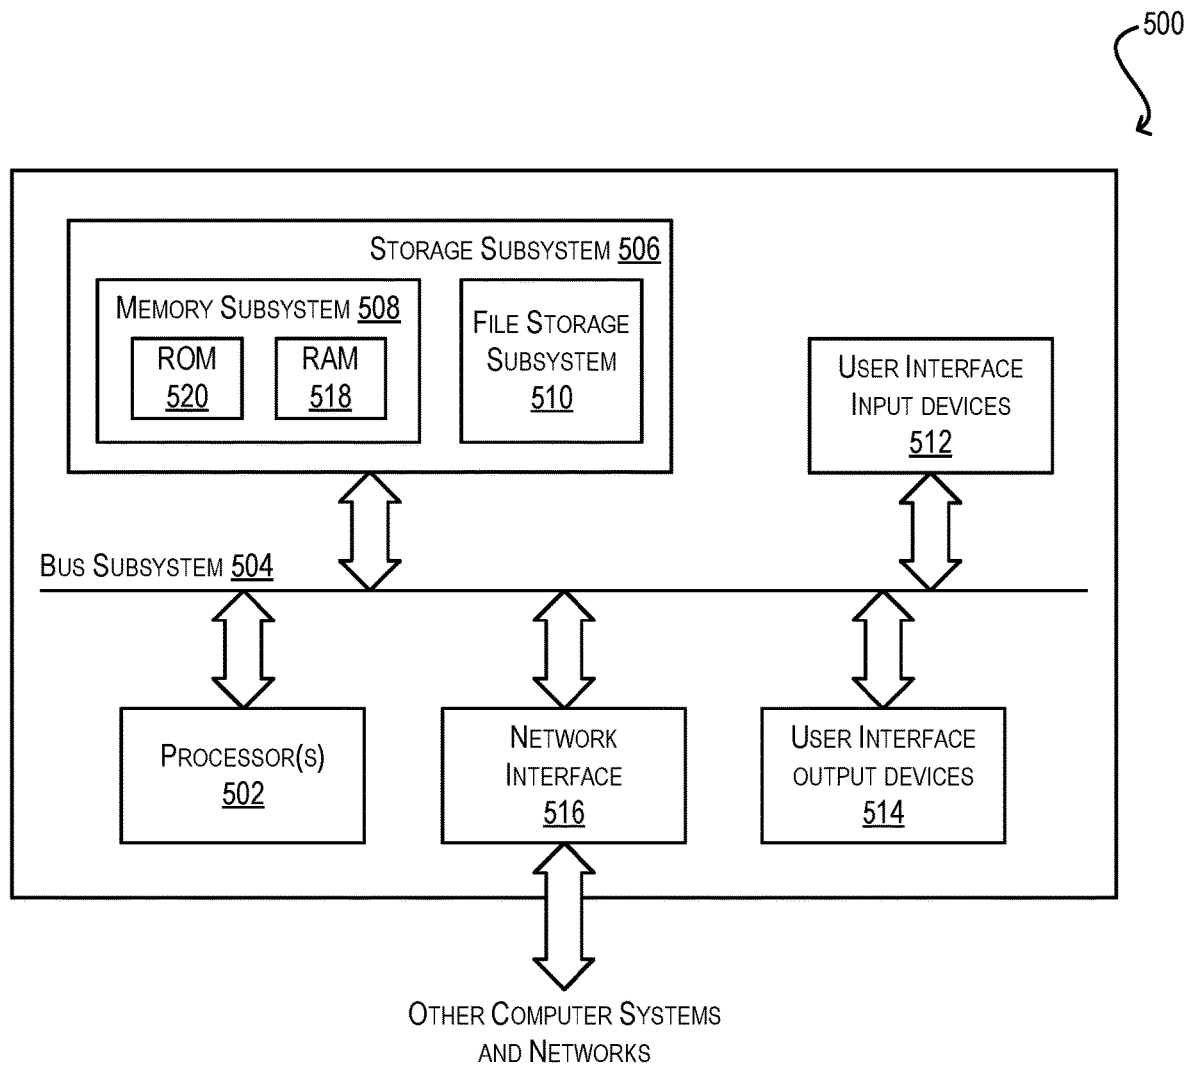 500
STORAGE SUBSYSTEM 506
MEMORY SUBSYSTEM 508
ROM
520
RAM
518
FILE STORAGE
SUBSYSTEM
510
USER INTERFACE
INPUT DEVICES
512
BUS SUBSYSTEM 504
PROCESSOR(S)
502
NETWORK
INTERFACE
516
USER INTERFACE
OUTPUT DEVICES
514
OTHER COMPUTER SYSTEMS
AND NETWORKS